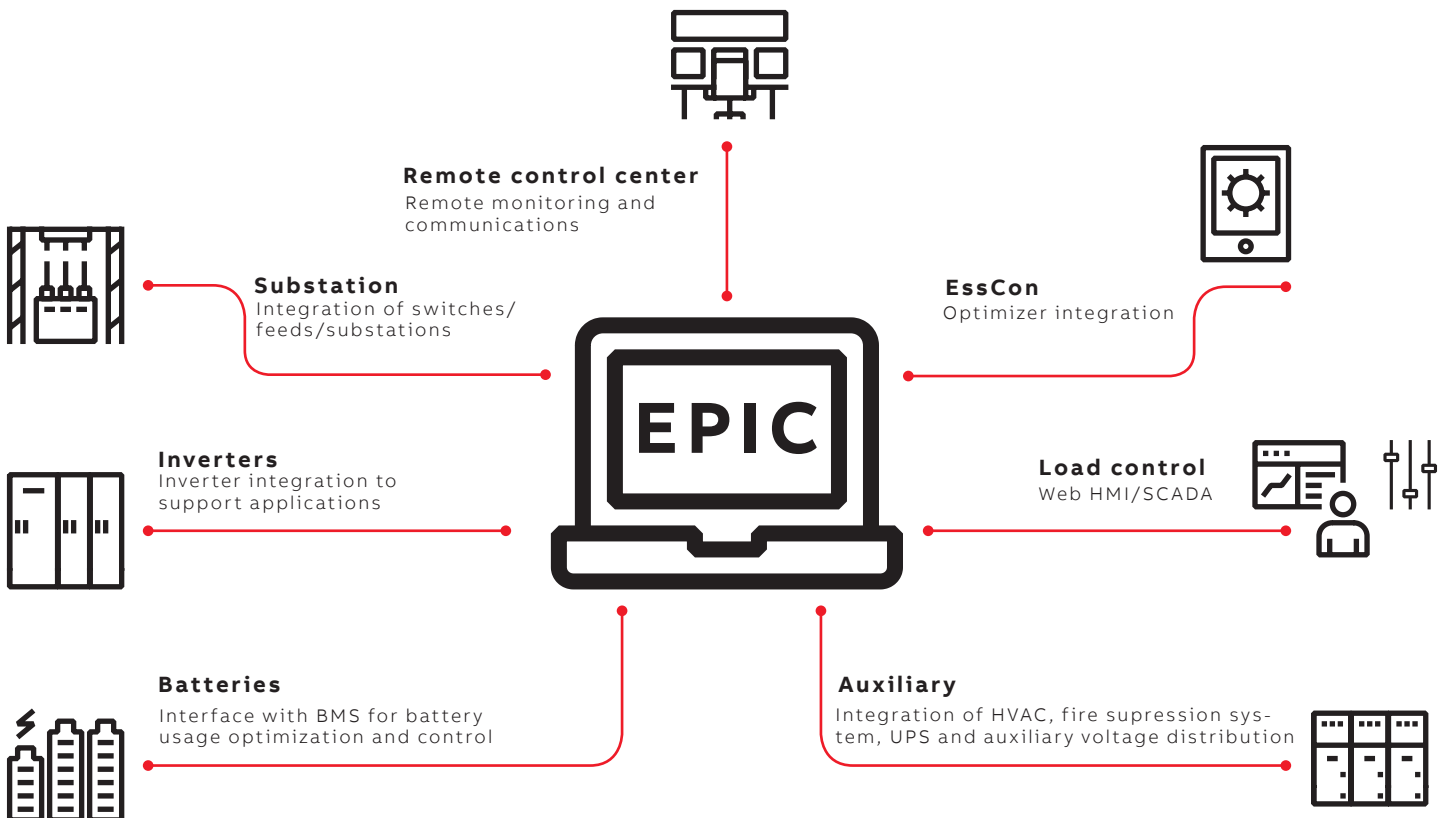 Remote control center
Remote monitoring and
communications
Substation
Integration of switches/
feeds/substations
EssCon
Optimizer integration
EPIC
Inverters
Inverter integration to
support applications
Load control
Web HMI/SCADA
Batteries
Interface with BMS for battery
usage optimization and control
Auxiliary
Integration of HVAC, fire supression sys-
tem, UPS and auxiliary voltage distribution